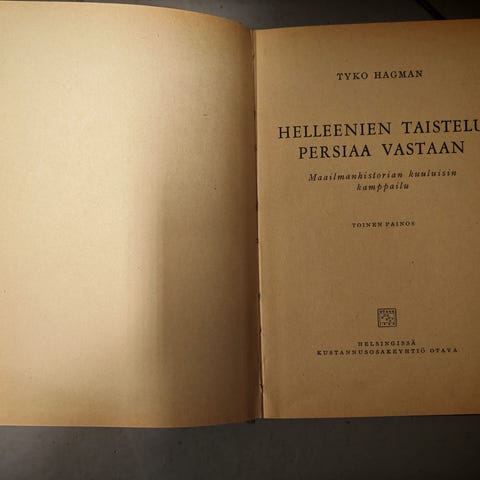 TYKO HAGMAN
HELLEENIEN TAISTELU
PERSIAA VASTAAN
Maailmanhistorian kuuluisin
kamppailu
TOINEN PAINOS
HELSINGISSÄ
KUSTANNUSOSAKEYHTIÖ OTAVA